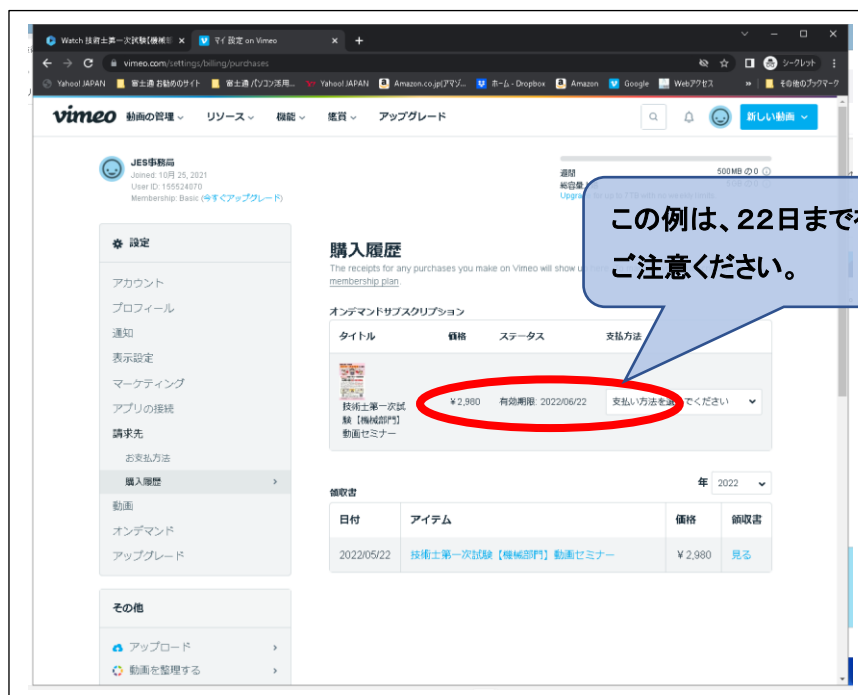 Watch 技術士第一次試験【機械
マイ 設定 on Vimeo
vimeo.com/settings/billing/purchases
シークレット
Yahoo! JAPAN
富士通 お勧めのサイト
富士通 パソコン活用...
Yahoo! JAPAN
Amazon.co.jp(アマゾ...
ホーム - Dropbox
Amazon
Google
Webアクセス
»
その他のブックマーク
vimeo 動画の管理 リソース 機能 鑑賞 アップグレード 新しい動画
JES事務局
Joined: 10月 25, 2021
User ID: 155524070
Membership: Basic (今すぐアップグレード)
週間 500 MB の 0
総容量
この例は、22日まで
ご注意ください。
設定
アカウント
プロフィール
通知
表示設定
マーケティング
アプリの接続
請求先
お支払方法
購入履歴
動画
オンデマンド
アップグレード
その他
アップロード
動画を整理する
購入履歴
The receipts for any purchases you make on Vimeo will show
membership plan.
オンデマンドサブスクリプション
タイトル 価格 ステータス 支払方法
技術士第一次試
験【機械部門】
動画セミナー
¥2,980 有効期限: 2022/06/22 支払い方法を でください
年 2022
領収書
日付 アイテム 価格 領収書
2022/05/22 技術士第一次試験【機械部門】動画セミナー ¥ 2,980 見る